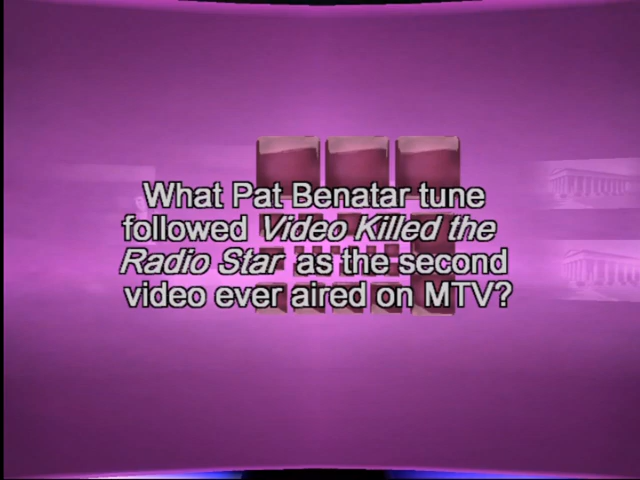 What Pat Benatar tune
followed Video Killed the
Radio Star as the second
video ever aired on MTV?